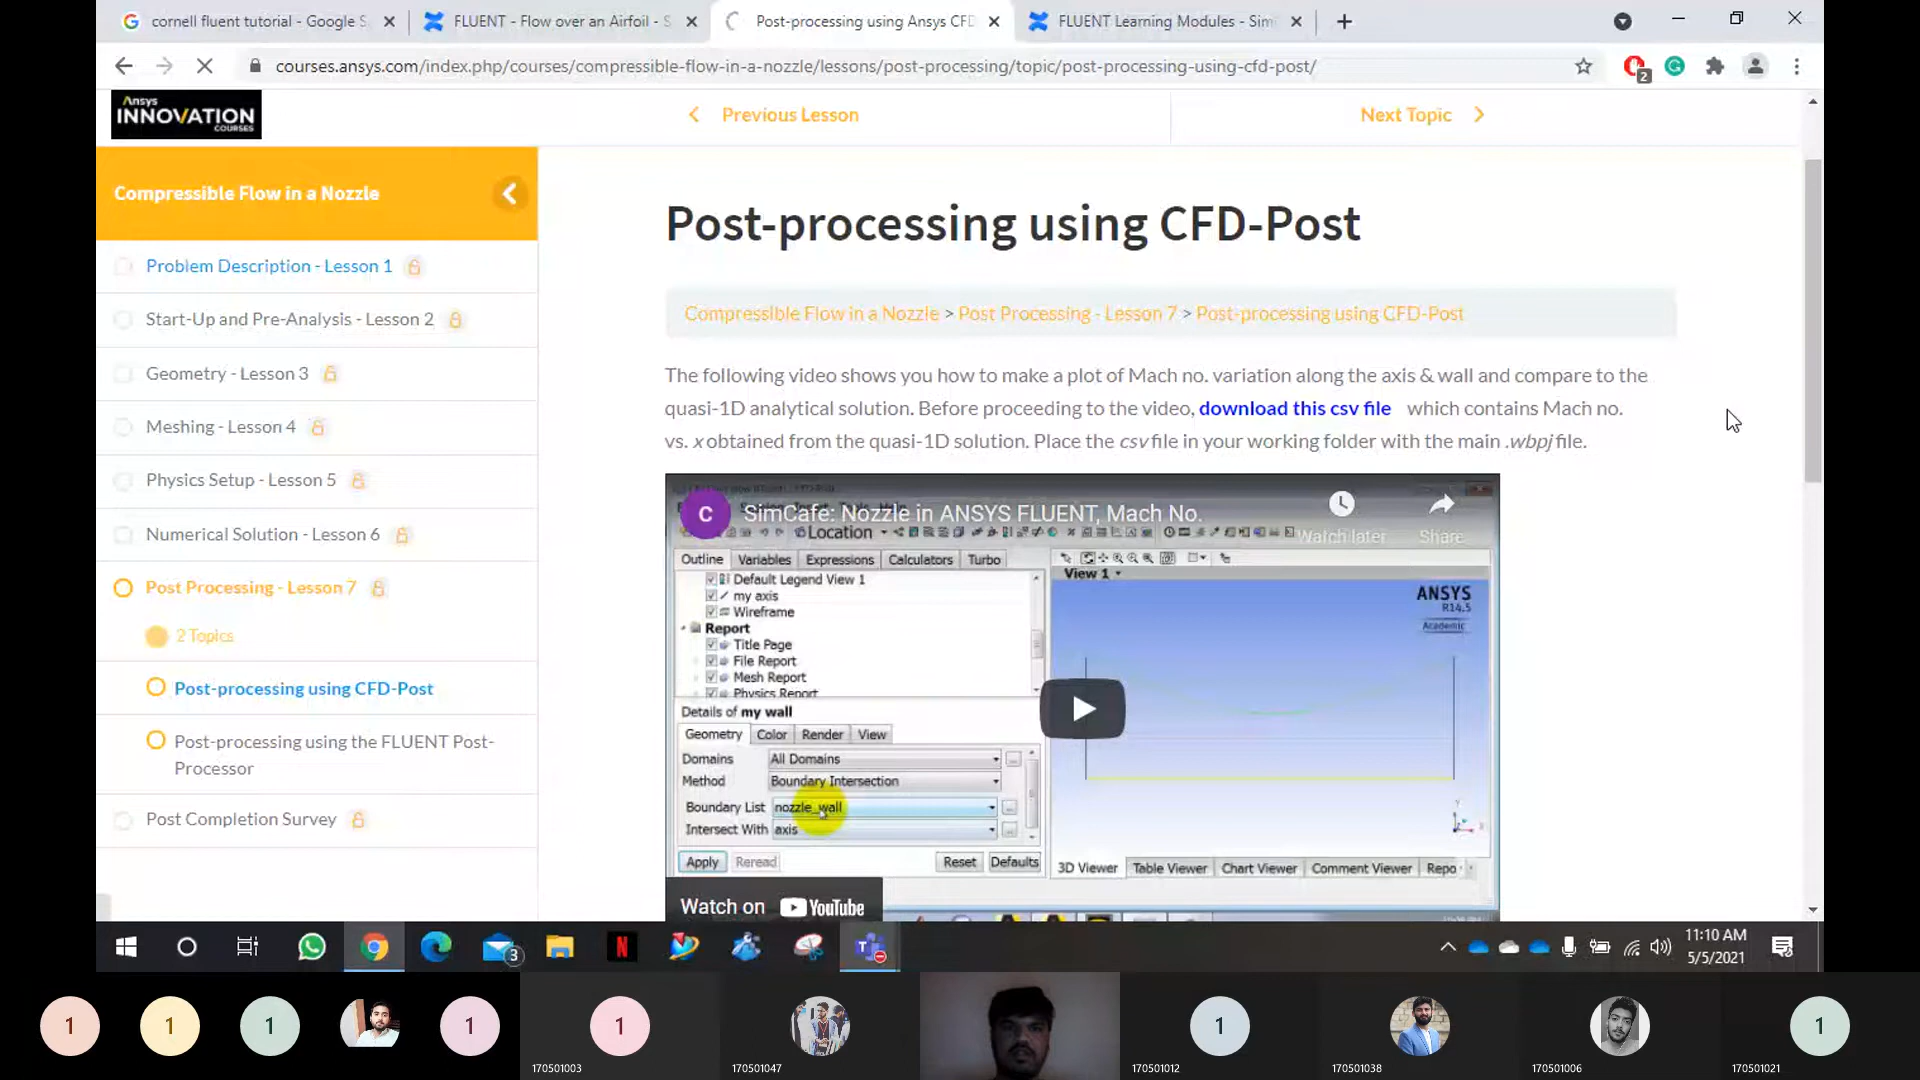 cornell fluent tutorial - Google S
FLUENT - Flow over an Airfoil - S
Post-processing using Ansys CFD
FLUENT Learning Modules - Sim
courses.ansys.com/index.php/courses/compressible-flow-in-a-nozzle/lessons/post-processing/topic/post-processing-using-cfd-post/
2
Ansys
INNOVATION
COURSES
Previous Lesson
Next Topic
Compressible Flow in a Nozzle
Problem Description - Lesson 1
Start-Up and Pre-Analysis - Lesson 2
Geometry - Lesson 3
Meshing - Lesson 4
Physics Setup - Lesson 5
Numerical Solution - Lesson 6
Post Processing - Lesson 7
2 Topics
Post-processing using CFD-Post
Post-processing using the FLUENT Post-
Processor
Post Completion Survey
Post-processing using CFD-Post
Compressible Flow in a Nozzle > Post Processing - Lesson 7 > Post-processing using CFD-Post
The following video shows you how to make a plot of Mach no. variation along the axis & wall and compare to the
quasi-1D analytical solution. Before proceeding to the video, download this csv file which contains Mach no.
vs. x obtained from the quasi-1D solution. Place the csv file in your working folder with the main .wbpj file.
C
SimCafe: Nozzle in ANSYS FLUENT, Mach No.
Watch later
Share
Location
Outline Variables Expressions Calculators Turbo
Default Legend View 1
my axis
Wireframe
Report
Title Page
File Report
Mesh Report
Physics Report
Details of my wall
Geometry Color Render View
Domains All Domains
Method Boundary Intersection
Boundary List nozzle_wall
Intersect With axis
Apply Reread Reset Defaults
View 1
ANSYS
R14.5
Academic
3D Viewer Table Viewer Chart Viewer Comment Viewer Repo
Watch on YouTube
3
11:10 AM
5/5/2021
1
1
1
1
1
170501003
170501047
1
170501012
170501038
170501006
1
170501021